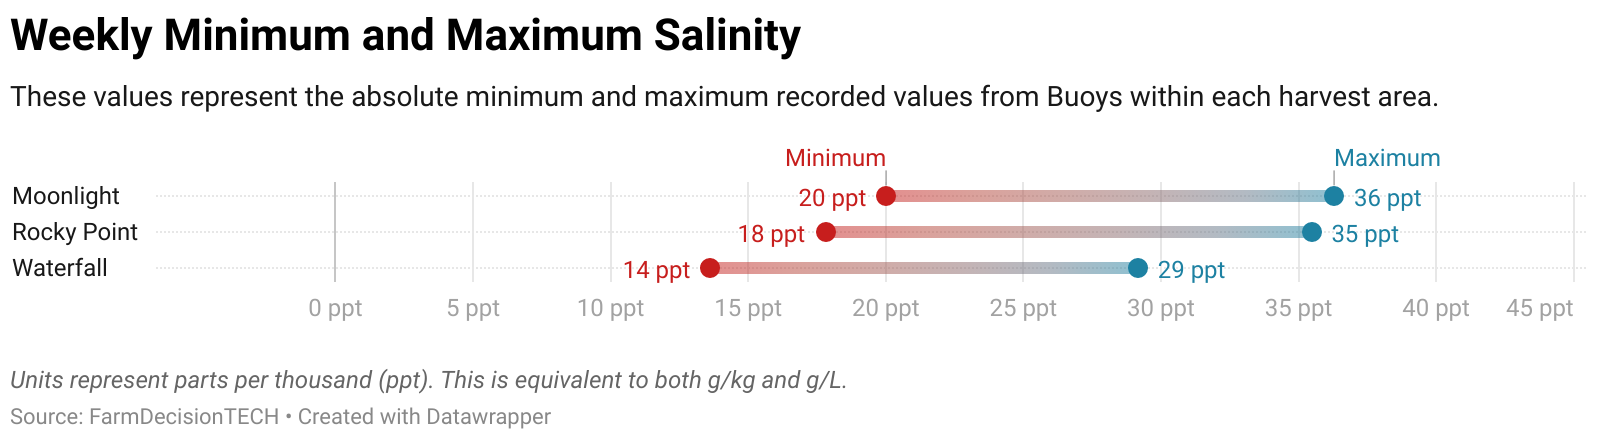 Weekly Minimum and Maximum Salinity
These values represent the absolute minimum and maximum recorded values from Buoys within each harvest area.
Minimum Maximum
Moonlight 20 ppt 36 ppt
Rocky Point 18 ppt 35 ppt
Waterfall 14 ppt 29 ppt
0 ppt 5 ppt 10 ppt 15 ppt 20 ppt 25 ppt 30 ppt 35 ppt 40 ppt 45 ppt
Units represent parts per thousand (ppt). This is equivalent to both g/kg and g/L.
Source: FarmDecisionTECH • Created with Datawrapper